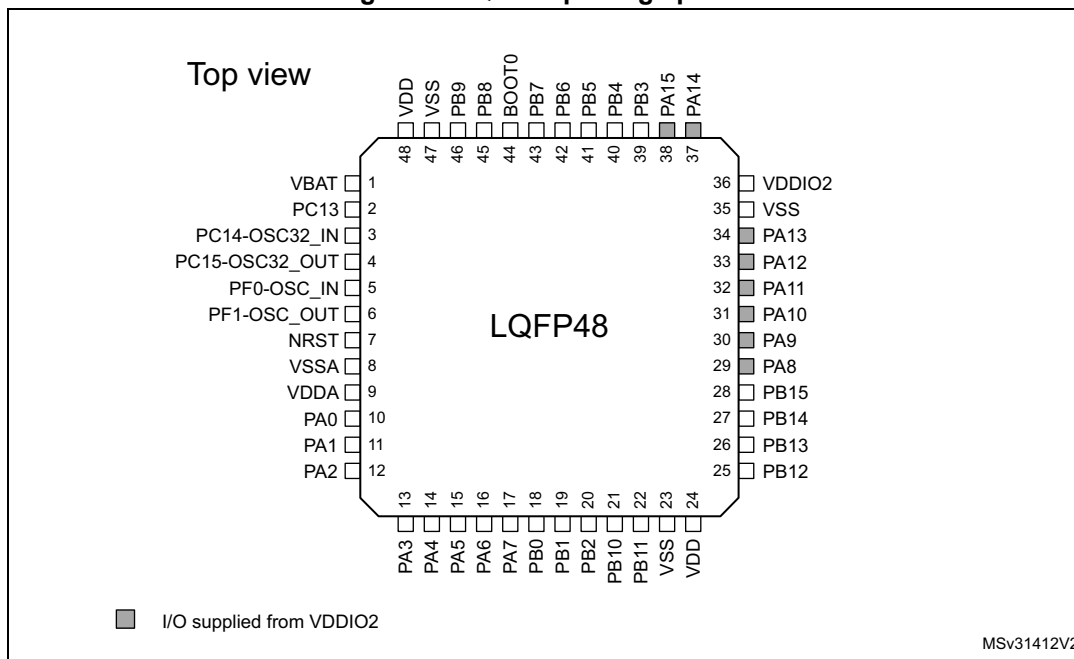 Top view
VDD
VSS
PB9
PB8
BOOT0
PB7
PB6
PB5
PB4
PB3
PA15
PA14
48
47
46
45
44
43
42
41
40
39
38
37
VBAT 1
PC13 2
PC14-OSC32_IN 3
PC15-OSC32_OUT 4
PF0-OSC_IN 5
PF1-OSC_OUT 6
NRST 7
VSSA 8
VDDA 9
PA0 10
PA1 11
PA2 12
LQFP48
36 VDDIO2
35 VSS
34 PA13
33 PA12
32 PA11
31 PA10
30 PA9
29 PA8
28 PB15
27 PB14
26 PB13
25 PB12
13
14
15
16
17
18
19
20
21
22
23
24
PA3
PA4
PA5
PA6
PA7
PB0
PB1
PB2
PB10
PB11
VSS
VDD
I/O supplied from VDDIO2
MSv31412V2